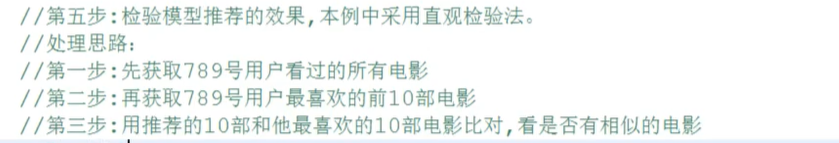 //第五步:检验模型推荐的效果,本例中采用直观检验法。
//处理思路:
//第一步:先获取789号用户看过的所有电影
//第二步:再获取789号用户最喜欢的前10部电影
//第三步:用推荐的10部和他最喜欢的10部电影比对,看是否有相似的电影